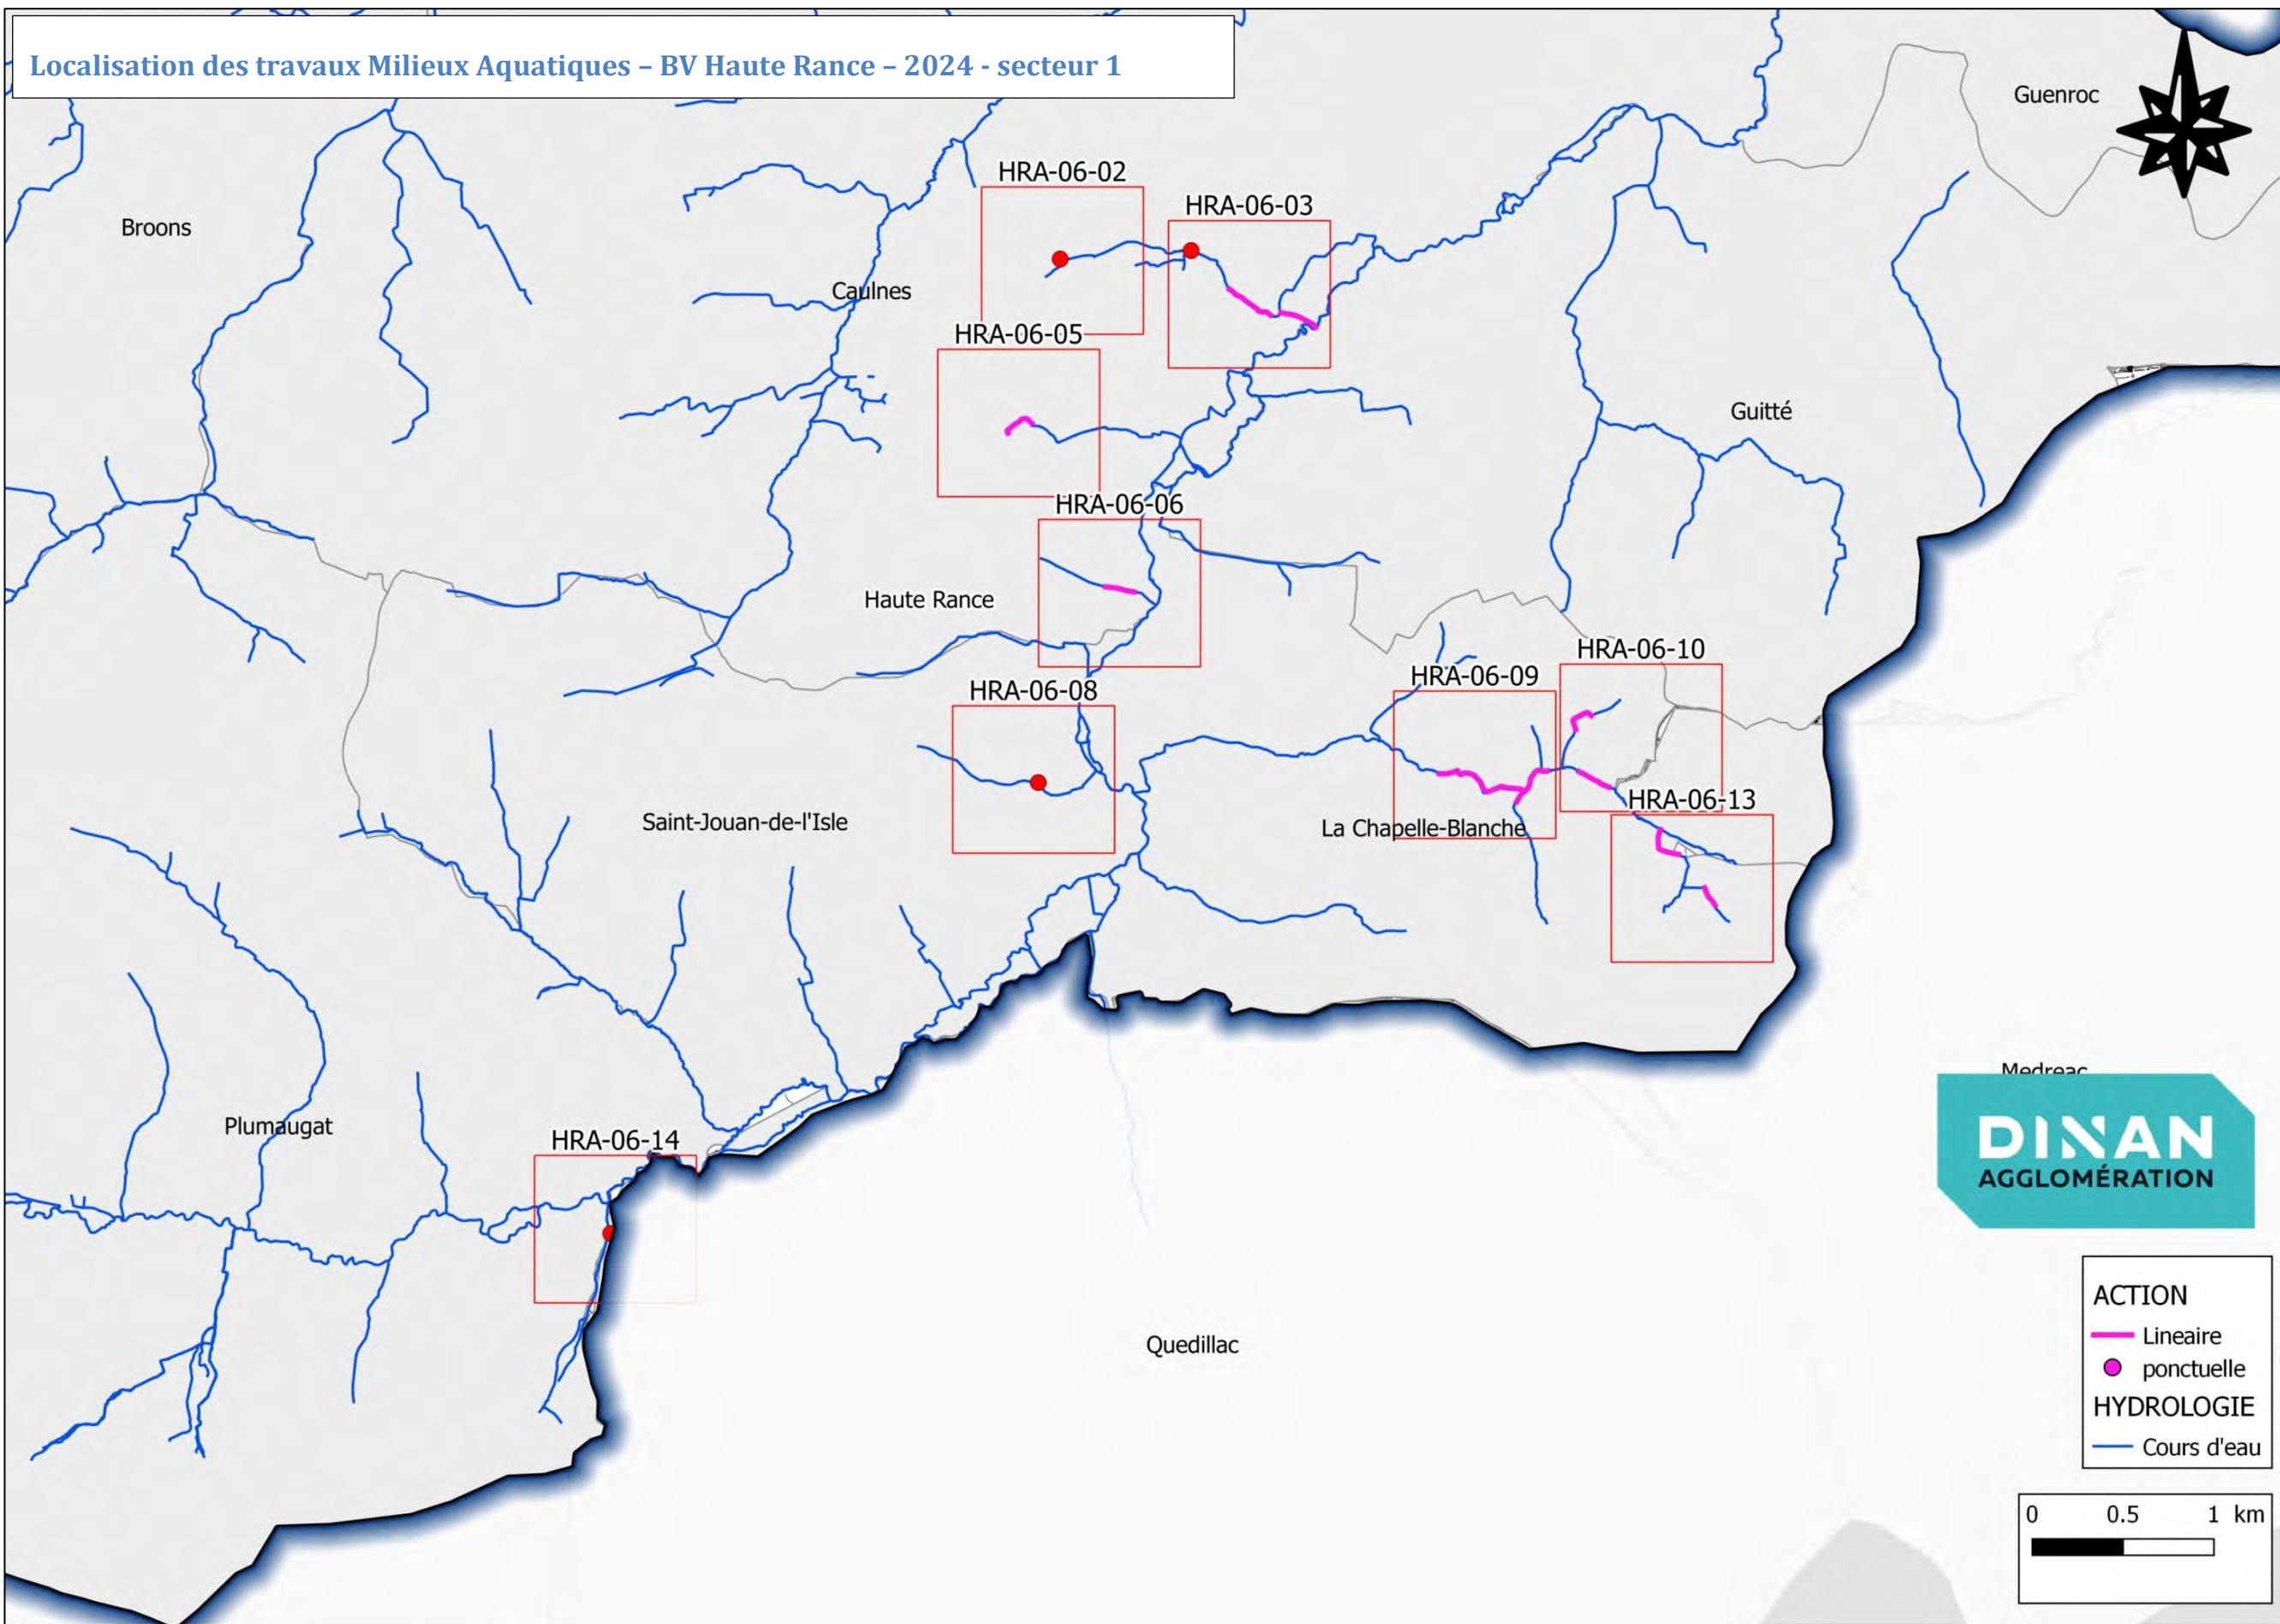 Localisation des travaux Milieux Aquatiques – BV Haute Rance – 2024 - secteur 1
Guenroc
HRA-06-02
HRA-06-03
Broons
Caulnes
HRA-06-05
Guitté
HRA-06-06
Haute Rance
HRA-06-10
HRA-06-09
HRA-06-08
HRA-06-13
Saint-Jouan-de-l'Isle
La Chapelle-Blanche
Medreac
Plumaugat
HRA-06-14
DINAN
AGGLOMÉRATION
Quedillac
ACTION
Lineaire
ponctuelle
HYDROLOGIE
Cours d'eau
0 0.5 1 km